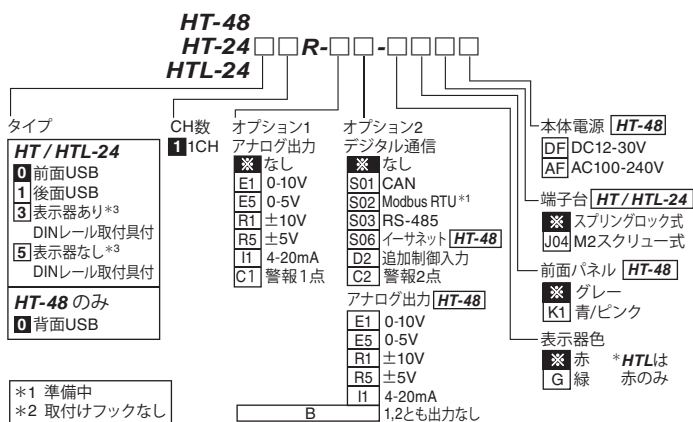 HT-48
HT-24□□R-□□-□□□□
HTL-24
タイプ
HT / HTL-24
0 前面USB
1 後面USB
3 表示器あり*3
DINレール取付具付
5 表示器なし*3
DINレール取付具付
HT-48 のみ
0 背面USB
*1 準備中
*2 取付けフックなし
CH数
1 1CH
オプション1
アナログ出力
※ なし
E1 0-10V
E5 0-5V
R1 ±10V
R5 ±5V
I1 4-20mA
C1 警報1点
オプション2
デジタル通信
※ なし
S01 CAN
S02 Modbus RTU*1
S03 RS-485
S06 イーサネット HT-48
D2 追加制御入力
C2 警報2点
アナログ出力 HT-48
E1 0-10V
E5 0-5V
R1 ±10V
R5 ±5V
I1 4-20mA
B 1,2とも出力なし
本体電源 HT-48
DF DC12-30V
AF AC100-240V
端子台 HT / HTL-24
※ スプリングロック式
J04 M2スクリュー式
前面パネル HT-48
※ グレー
K1 青/ピンク
表示器色
※ 赤 *HTLは
G 緑 赤のみ